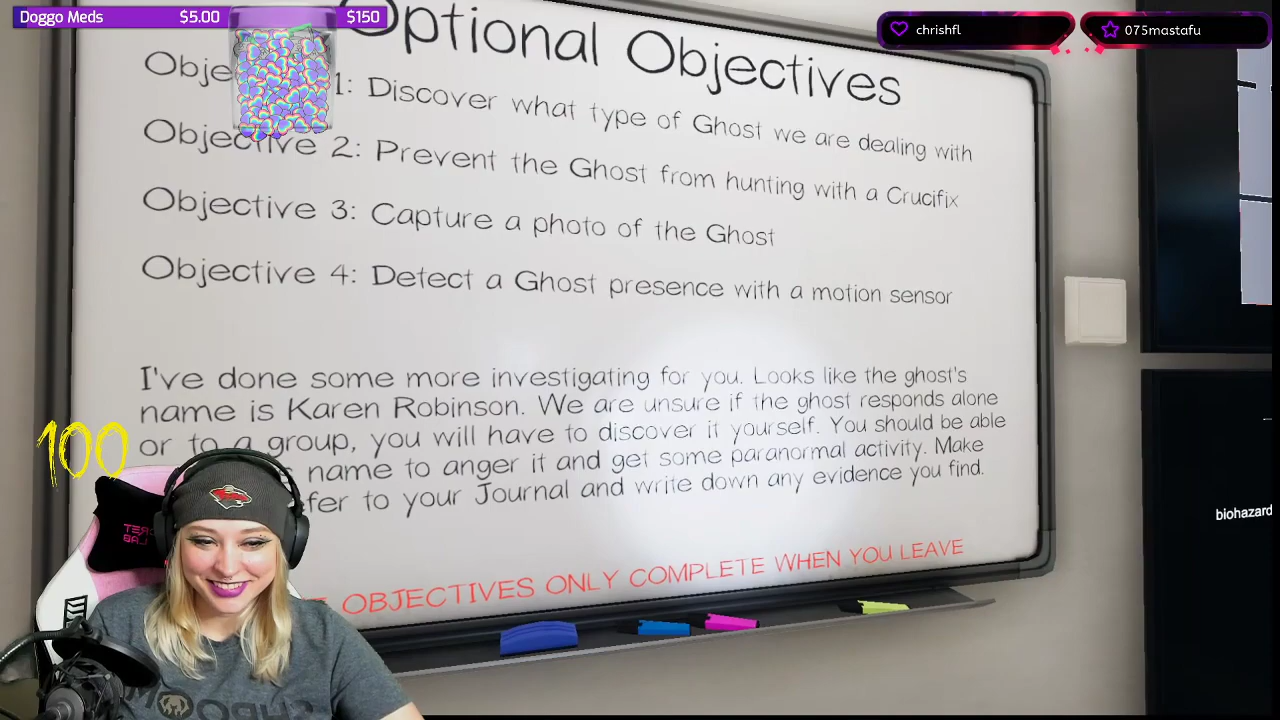 Doggo Meds $5.00 $150
chrishfl
075mastafu
Optional Objectives
Objective 1: Discover what type of Ghost we are dealing with
Objective 2: Prevent the Ghost from hunting with a Crucifix
Objective 3: Capture a photo of the Ghost
Objective 4: Detect a Ghost presence with a motion sensor
I've done some more investigating for you. Looks like the ghost's
name is Karen Robinson. We are unsure if the ghost responds alone
or to a group, you will have to discover it yourself. You should be able
name to anger it and get some paranormal activity. Make
fer to your Journal and write down any evidence you find.
OBJECTIVES ONLY COMPLETE WHEN YOU LEAVE
100
biohazard